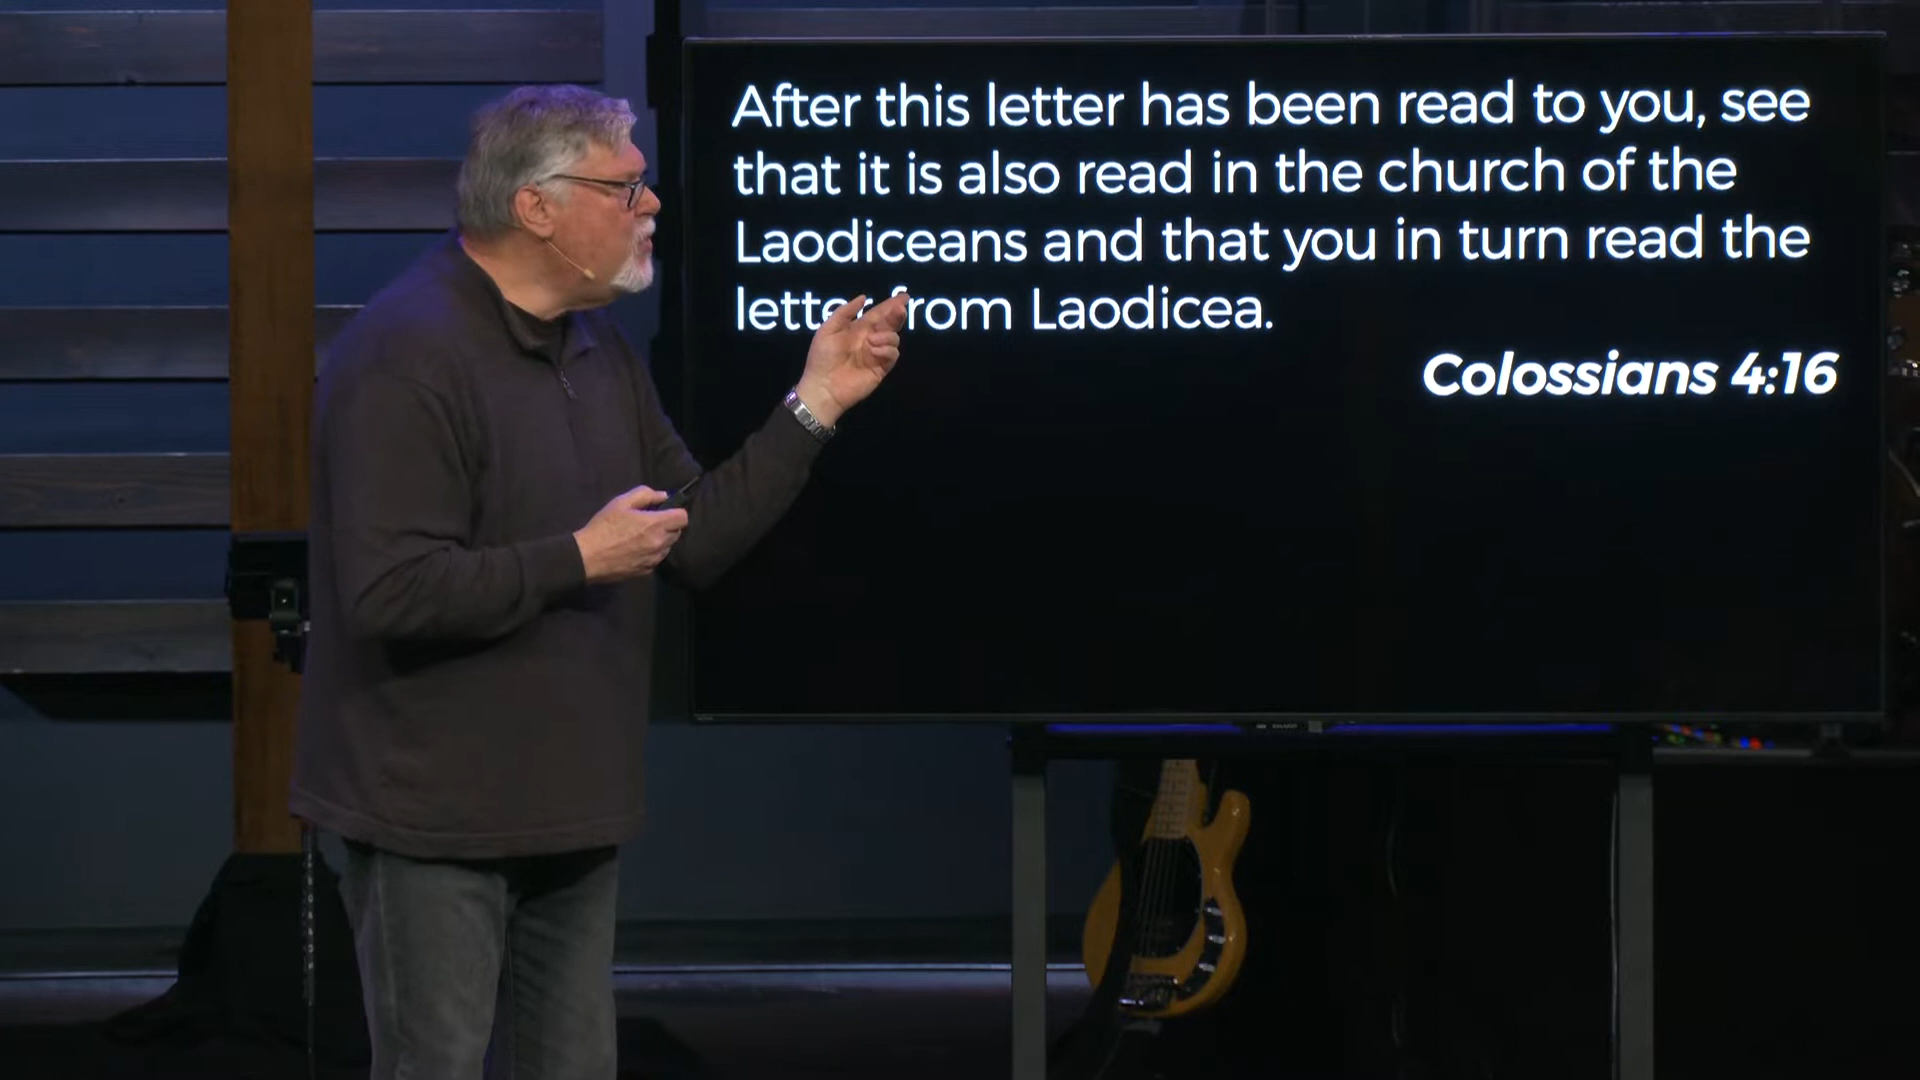 After this letter has been read to you, see
that it is also read in the church of the
Laodiceans and that you in turn read the
letter from Laodicea.
Colossians 4:16